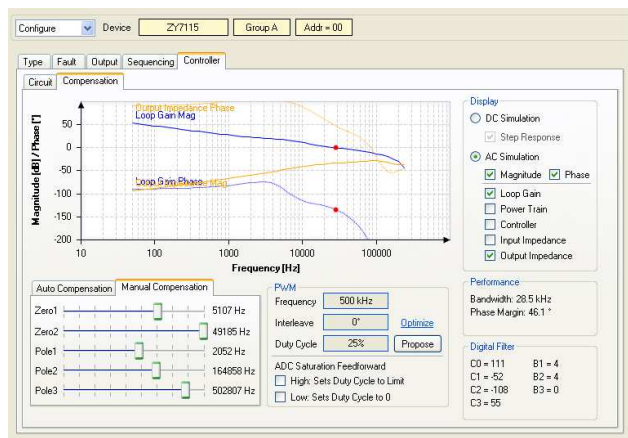 Configure Device ZY7115 Group A Addr = 00
Type Fault Output Sequencing Controller
Circuit Compensation
Output Impedance Phase
Loop Gain Mag
Loop Gain Phase
Magnitude [dB] / Phase [°]
50
0
-50
-100
-150
-200
10 100 1000 10000 100000
Frequency [Hz]
Display
DC Simulation
Step Response
AC Simulation
Magnitude Phase
Loop Gain
Power Train
Controller
Input Impedance
Output Impedance
Auto Compensation Manual Compensation
Zero1 5107 Hz
Zero2 49185 Hz
Pole1 2052 Hz
Pole2 164858 Hz
Pole3 502807 Hz
PWM
Frequency 500 kHz
Interleave 0° Optimize
Duty Cycle 25% Propose
ADC Saturation Feedforward
High: Sets Duty Cycle to Limit
Low: Sets Duty Cycle to 0
Performance
Bandwidth: 28.5 kHz
Phase Margin: 46.1 °
Digital Filter
C0 = 111 B1 = 4
C1 = -52 B2 = 4
C2 = -108 B3 = 0
C3 = 55